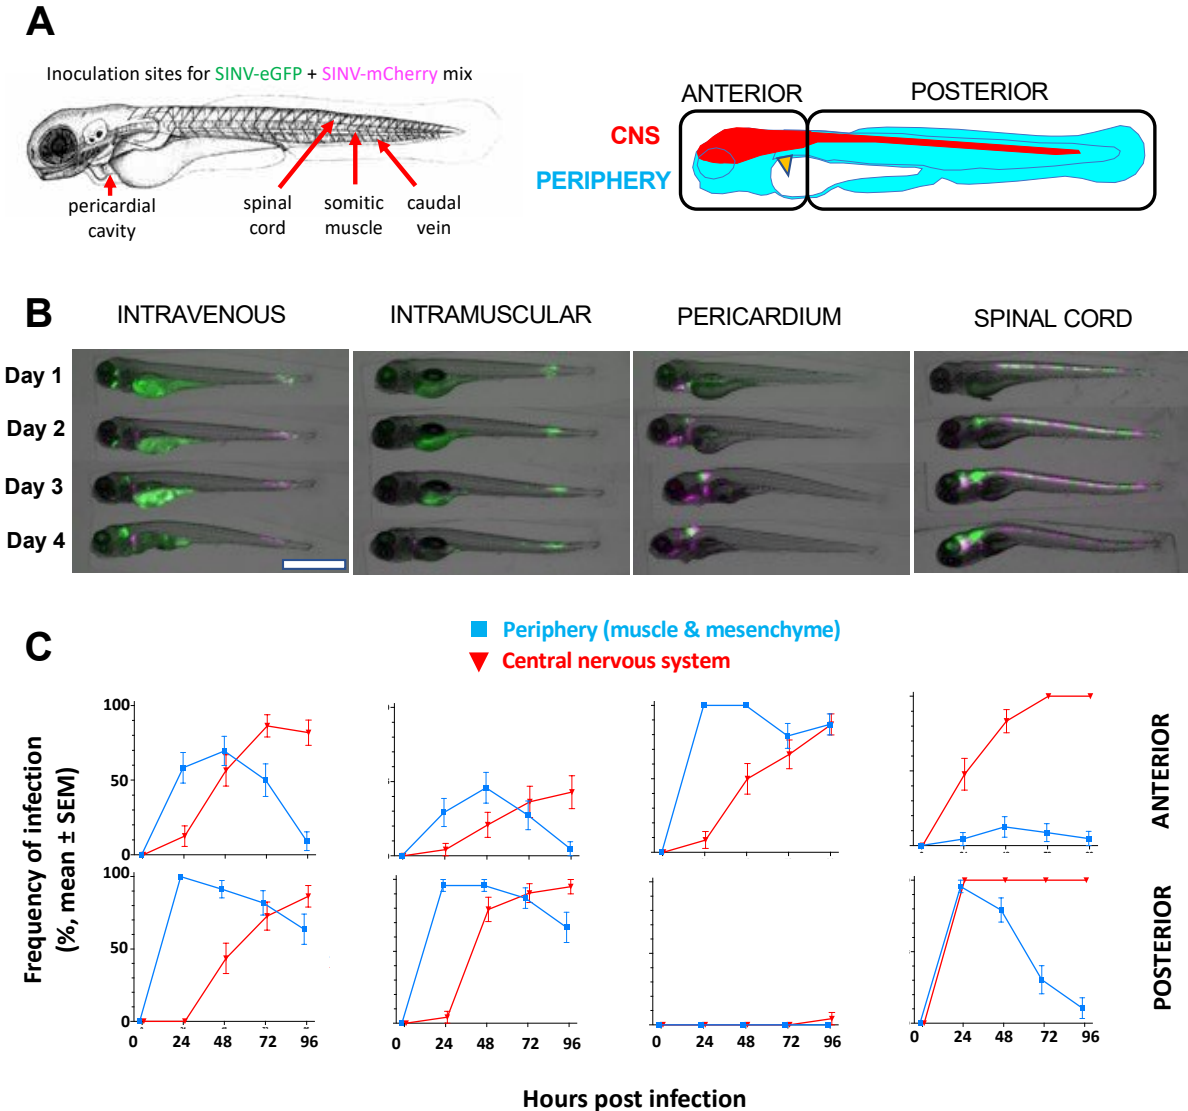 A
Inoculation sites for SINV-eGFP + SINV-mCherry mix
pericardial
cavity
spinal
cord
somitic
muscle
caudal
vein
ANTERIOR
POSTERIOR
CNS
PERIPHERY
B
INTRAVENOUS
INTRAMUSCULAR
PERICARDIUM
SPINAL CORD
Day 1
Day 2
Day 3
Day 4
C
Periphery (muscle & mesenchyme)
Central nervous system
Frequency of infection
(%, mean ± SEM)
100
50
0
ANTERIOR
100
50
0
POSTERIOR
0 24 48 72 96
0 24 48 72 96
0 24 48 72 96
0 24 48 72 96
Hours post infection